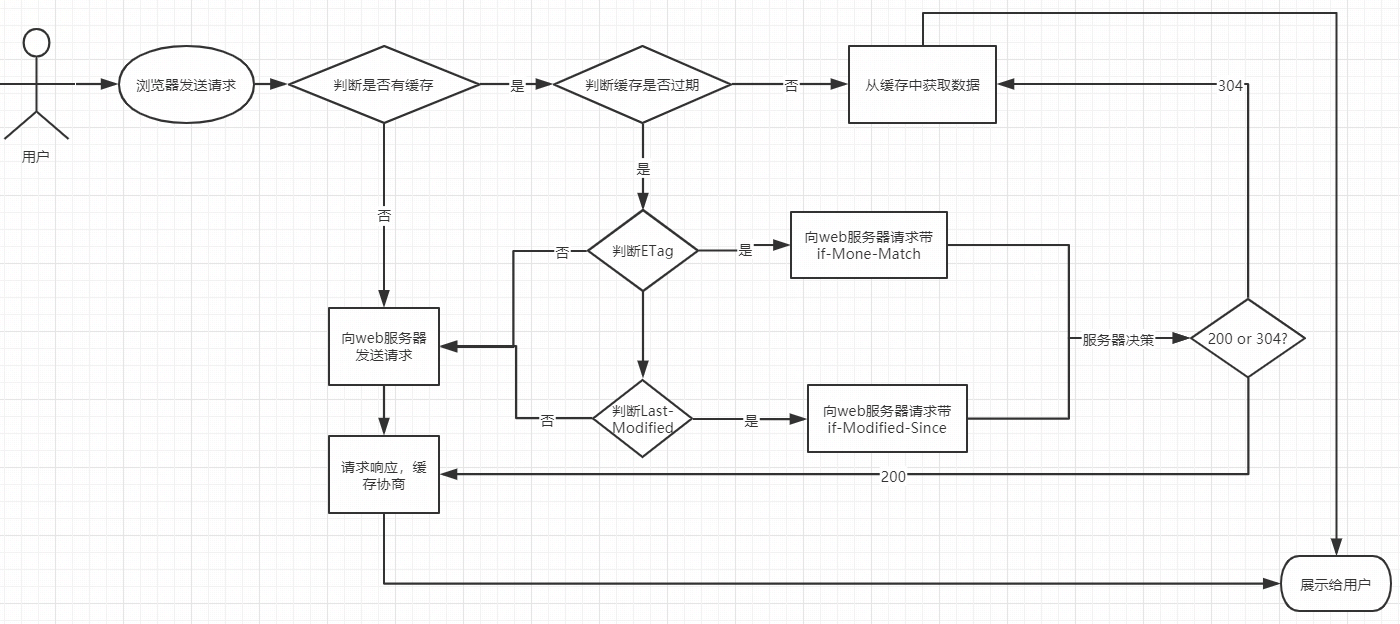 用户
浏览器发送请求
判断是否有缓存
是
判断缓存是否过期
否
从缓存中获取数据
304
否
是
判断ETag
否
是
向web服务器请求带
if-Mone-Match
向web服务器
发送请求
服务器决策
200 or 304?
判断Last-
Modified
否
是
向web服务器请求带
if-Modified-Since
请求响应，缓
存协商
200
展示给用户